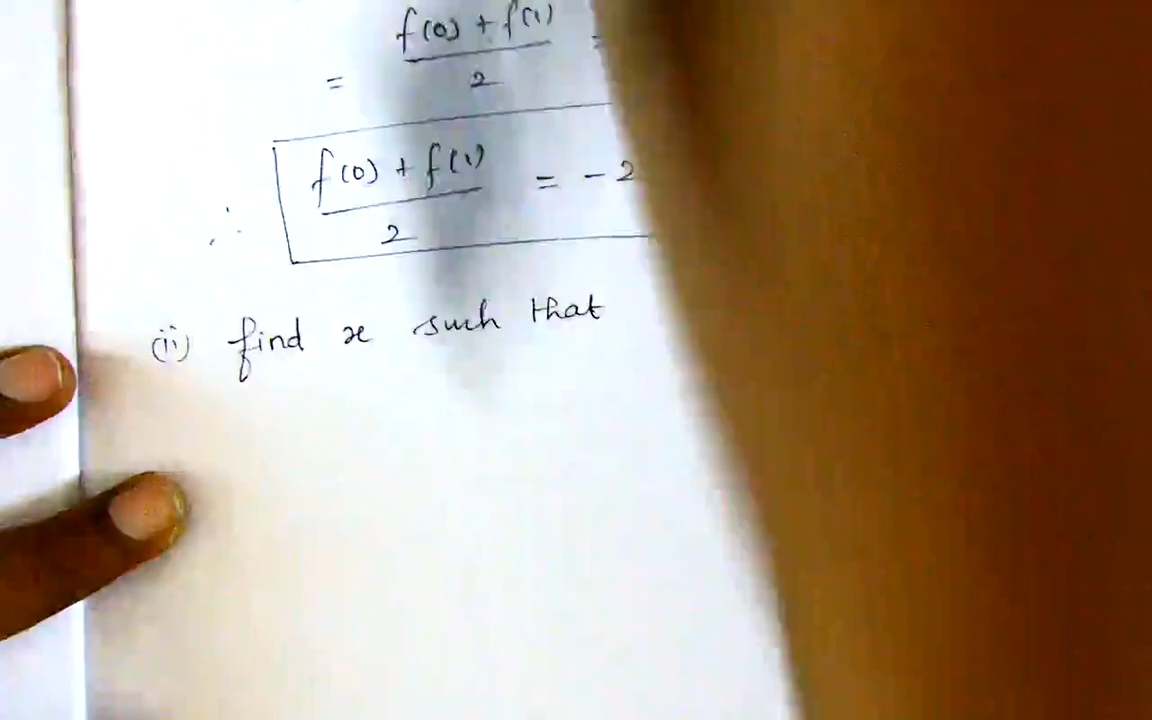 = f(0) + f(1) / 2 =
∴ f(0) + f(1) / 2 = -2
(ii) find x such that